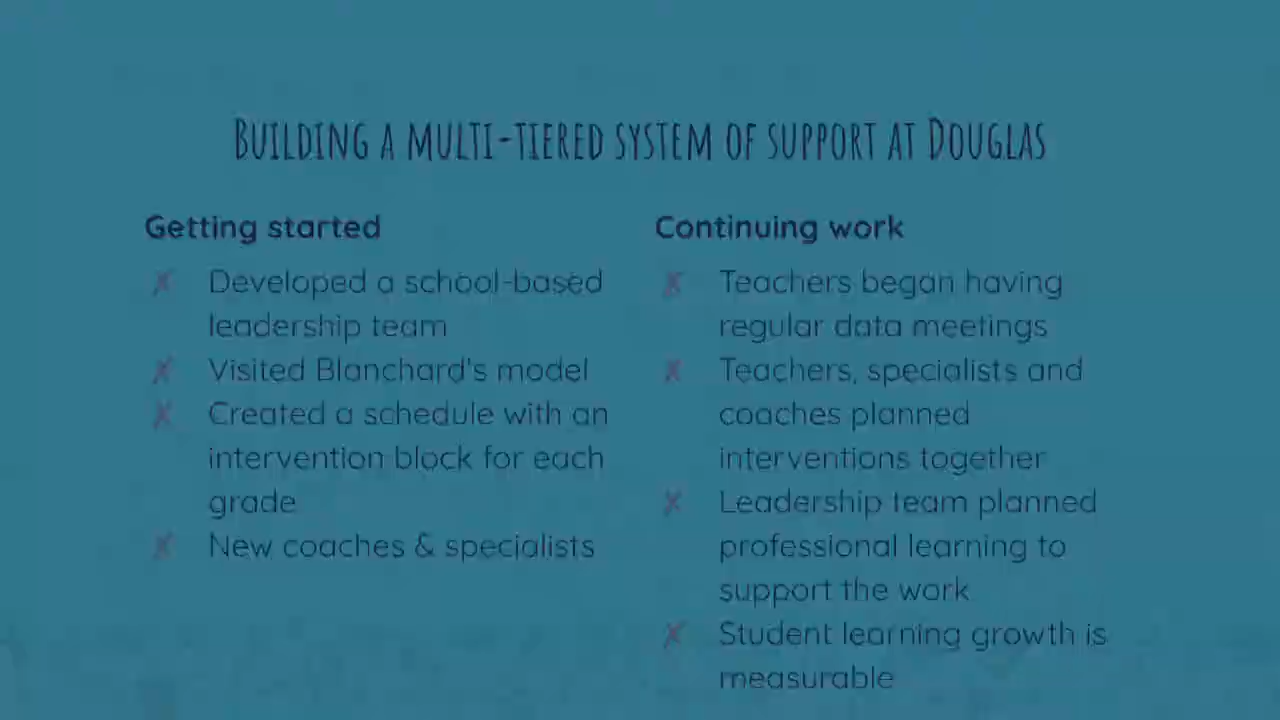 Building a multi-tiered system of support at Douglas
Getting started
✗ Developed a school-based
leadership team
✗ Visited Blanchard's model
✗ Created a schedule with an
intervention block for each
grade
✗ New coaches & specialists
Continuing work
✗ Teachers began having
regular data meetings
✗ Teachers, specialists and
coaches planned
interventions together
✗ Leadership team planned
professional learning to
support the work
✗ Student learning growth is
measurable